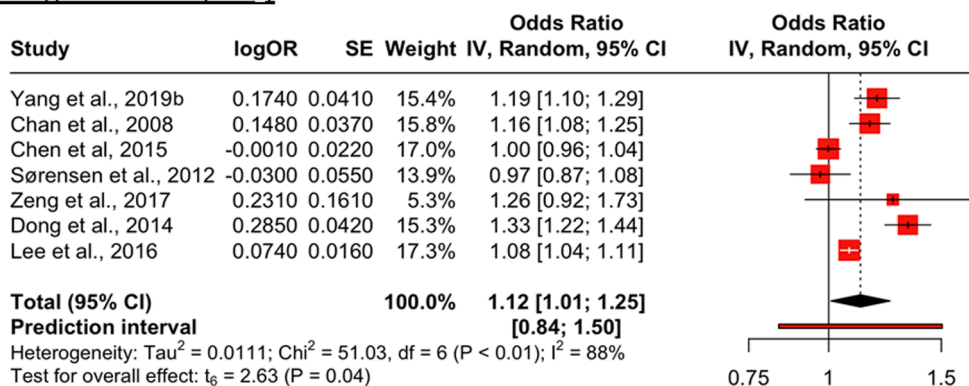 Odds Ratio Odds Ratio
Study logOR SE Weight IV, Random, 95% CI IV, Random, 95% CI
Yang et al., 2019b 0.1740 0.0410 15.4% 1.19 [1.10; 1.29]
Chan et al., 2008 0.1480 0.0370 15.8% 1.16 [1.08; 1.25]
Chen et al, 2015 -0.0010 0.0220 17.0% 1.00 [0.96; 1.04]
Sørensen et al., 2012 -0.0300 0.0550 13.9% 0.97 [0.87; 1.08]
Zeng et al., 2017 0.2310 0.1610 5.3% 1.26 [0.92; 1.73]
Dong et al., 2014 0.2850 0.0420 15.3% 1.33 [1.22; 1.44]
Lee et al., 2016 0.0740 0.0160 17.3% 1.08 [1.04; 1.11]
Total (95% CI) 100.0% 1.12 [1.01; 1.25]
Prediction interval [0.84; 1.50]
Heterogeneity: Tau² = 0.0111; Chi² = 51.03, df = 6 (P < 0.01); I² = 88%
Test for overall effect: t₆ = 2.63 (P = 0.04)
0.75 1 1.5